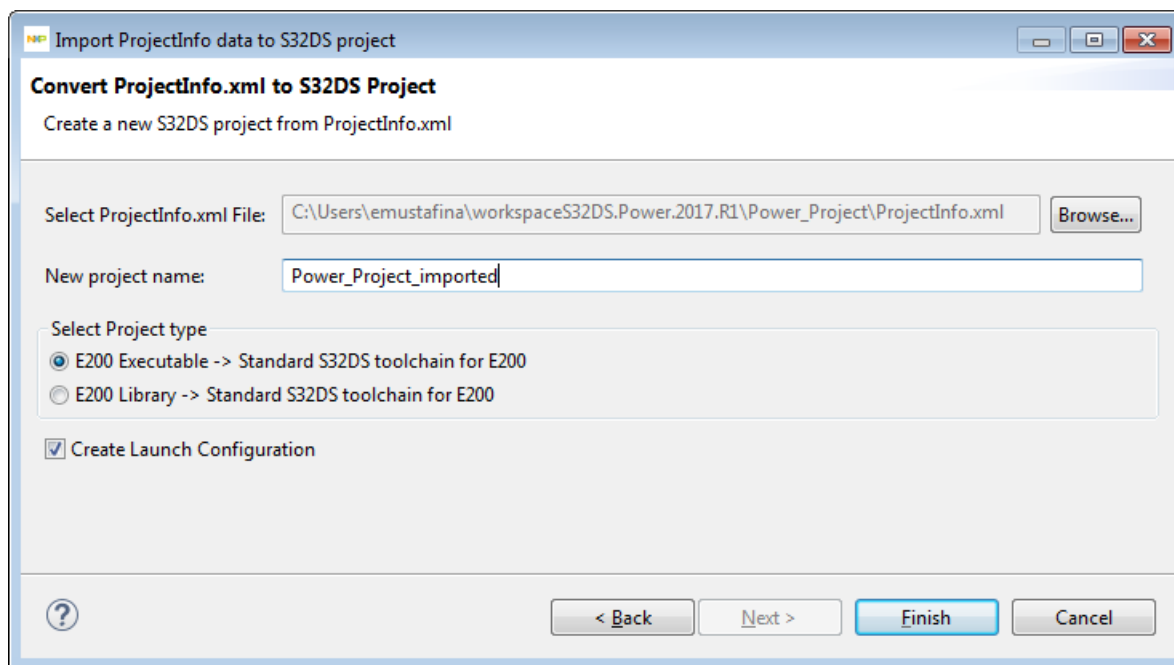 NXP Import ProjectInfo data to S32DS project
Convert ProjectInfo.xml to S32DS Project
Create a new S32DS project from ProjectInfo.xml
Select ProjectInfo.xml File: C:\Users\emustafina\workspaceS32DS.Power.2017.R1\Power_Project\ProjectInfo.xml Browse...
New project name: Power_Project_imported
Select Project type
E200 Executable -> Standard S32DS toolchain for E200
E200 Library -> Standard S32DS toolchain for E200
Create Launch Configuration
? < Back Next > Finish Cancel